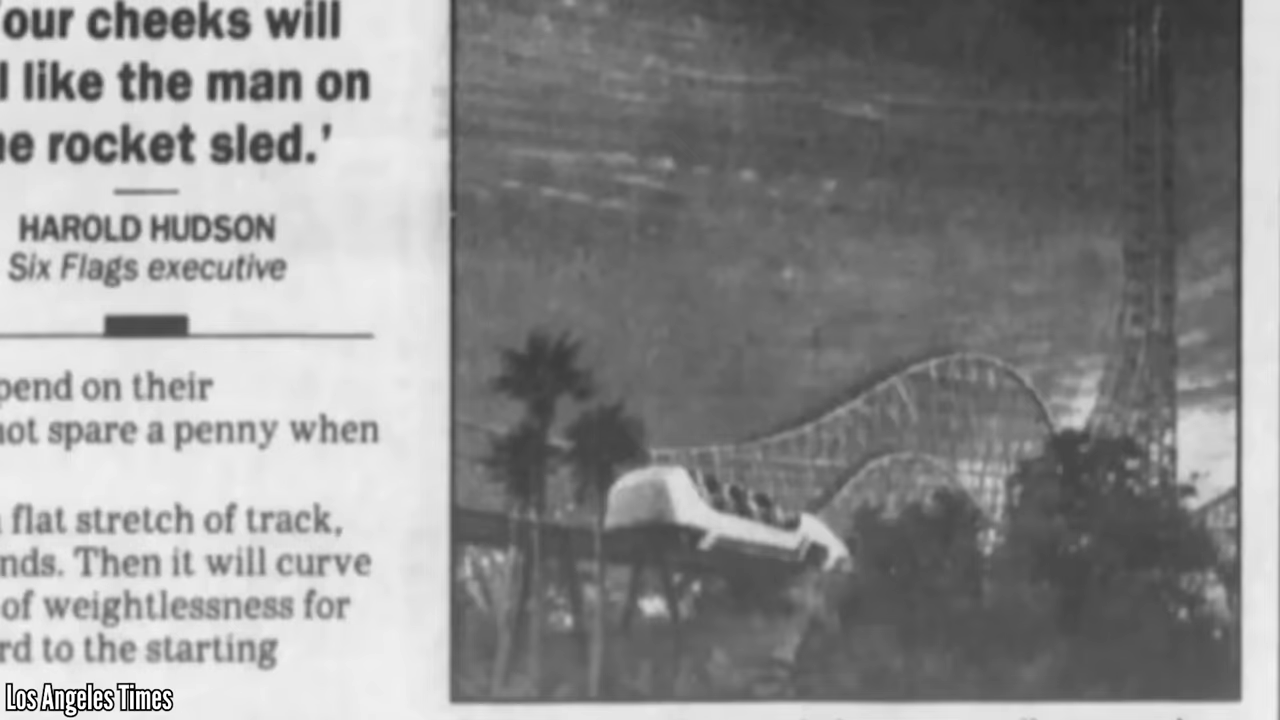 our cheeks will
l like the man on
e rocket sled.'
HAROLD HUDSON
Six Flags executive
pend on their
not spare a penny when
flat stretch of track,
nds. Then it will curve
of weightlessness for
rd to the starting
Los Angeles Times